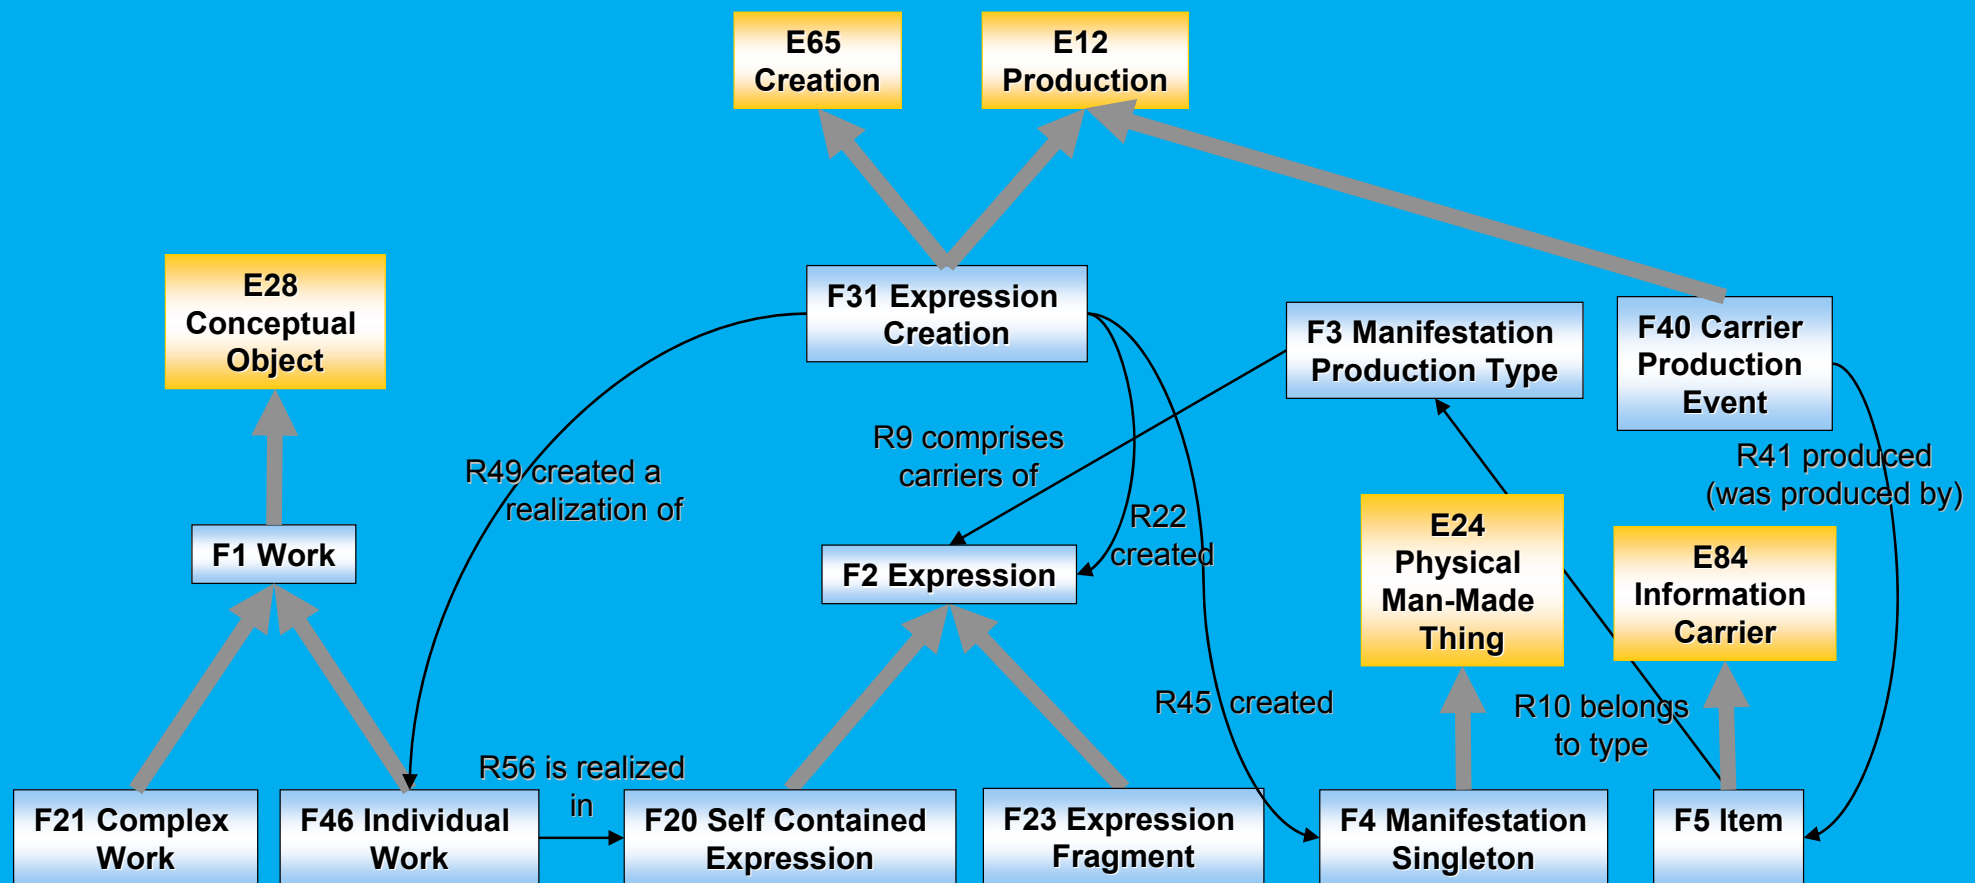 E65
Creation
E12
Production
E28
Conceptual
Object
F31 Expression
Creation
F3 Manifestation
Production Type
F40 Carrier
Production
Event
R49 created a
realization of
R9 comprises
carriers of
R41 produced
(was produced by)
F1 Work
F2 Expression
R22
created
E24
Physical
Man-Made
Thing
E84
Information
Carrier
R45 created
R10 belongs
to type
R56 is realized
in
F21 Complex
Work
F46 Individual
Work
F20 Self Contained
Expression
F23 Expression
Fragment
F4 Manifestation
Singleton
F5 Item